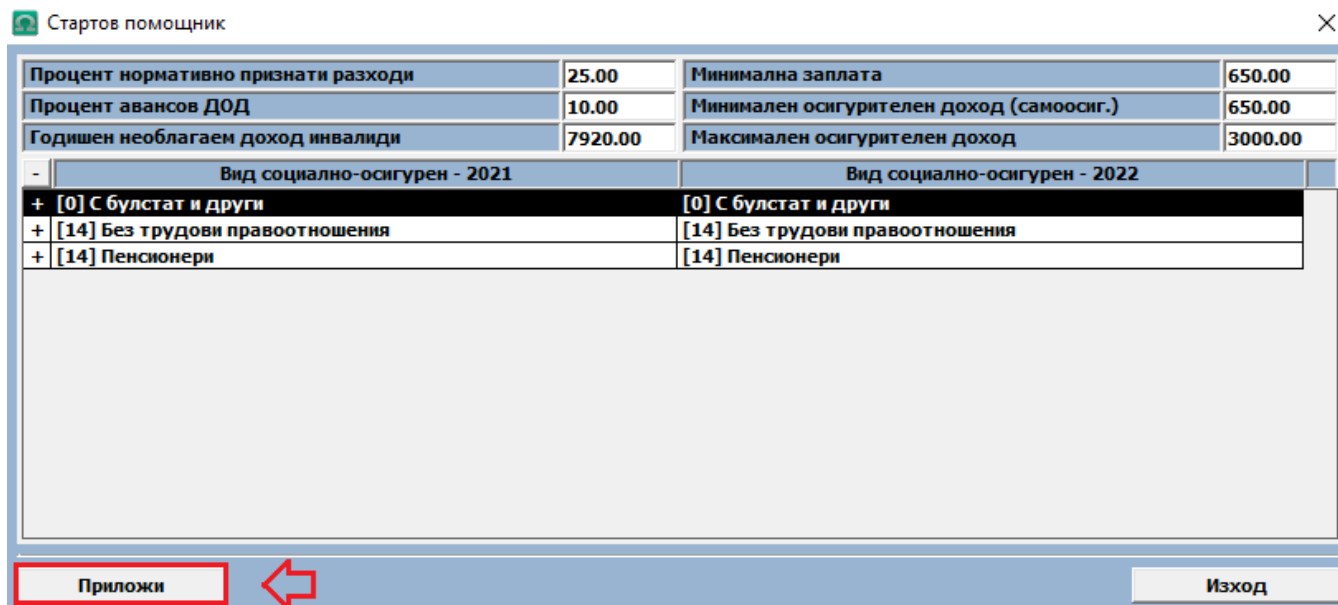 Стартов помощник
Процент нормативно признати разходи 25.00 Минимална заплата 650.00
Процент авансов ДОД 10.00 Минимален осигурителен доход (самоосиг.) 650.00
Годишен необлагаем доход инвалиди 7920.00 Максимален осигурителен доход 3000.00
- Вид социално-осигурен - 2021 Вид социално-осигурен - 2022
+ [0] С булстат и други [0] С булстат и други
+ [14] Без трудови правоотношения [14] Без трудови правоотношения
+ [14] Пенсионери [14] Пенсионери
Приложи Изход